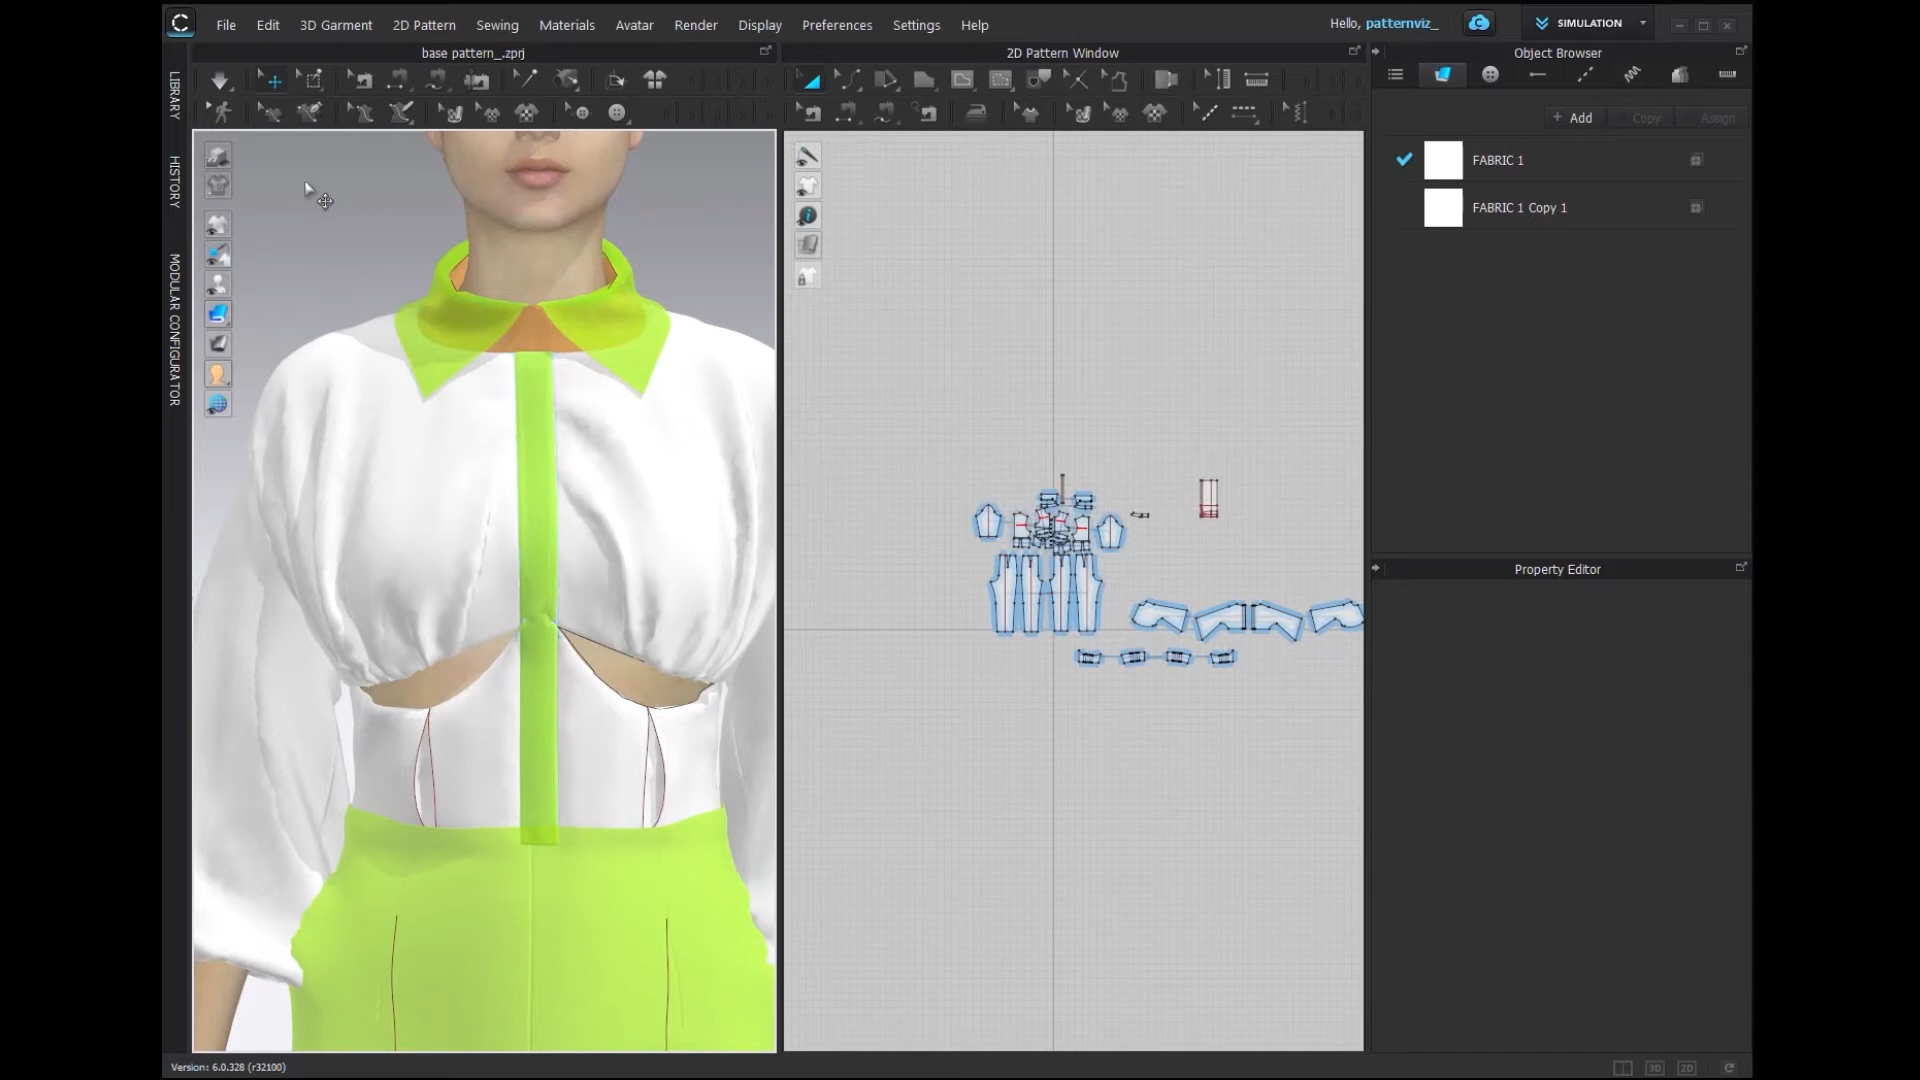 File Edit 3D Garment 2D Pattern Sewing Materials Avatar Render Display Preferences Settings Help
Hello, patternviz_
SIMULATION
base pattern_.zprj
2D Pattern Window
Object Browser
LIBRARY
HISTORY
MODULAR CONFIGURATOR
+ Add
Copy
Assign
FABRIC 1
FABRIC 1 Copy 1
Property Editor
Version: 6.0.328 (r32100)
3D
2D